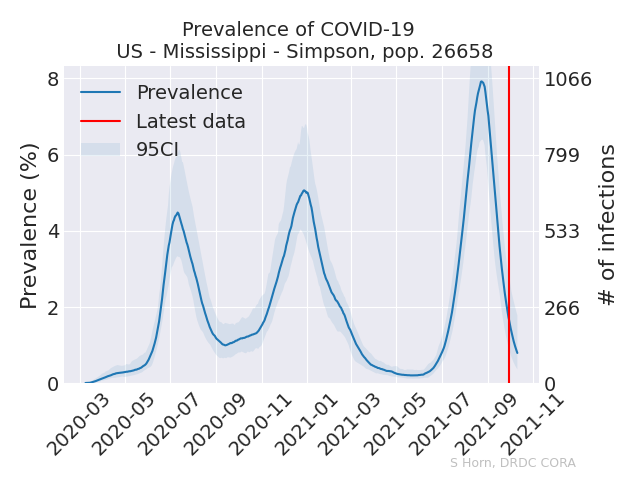 Prevalence of COVID-19
US - Mississippi - Simpson, pop. 26658
Prevalence (%)
8
6
4
2
0
Prevalence
Latest data
95CI
1066
799
533
266
0
# of infections
2020-03
2020-05
2020-07
2020-09
2020-11
2021-01
2021-03
2021-05
2021-07
2021-09
2021-11
S Horn, DRDC CORA